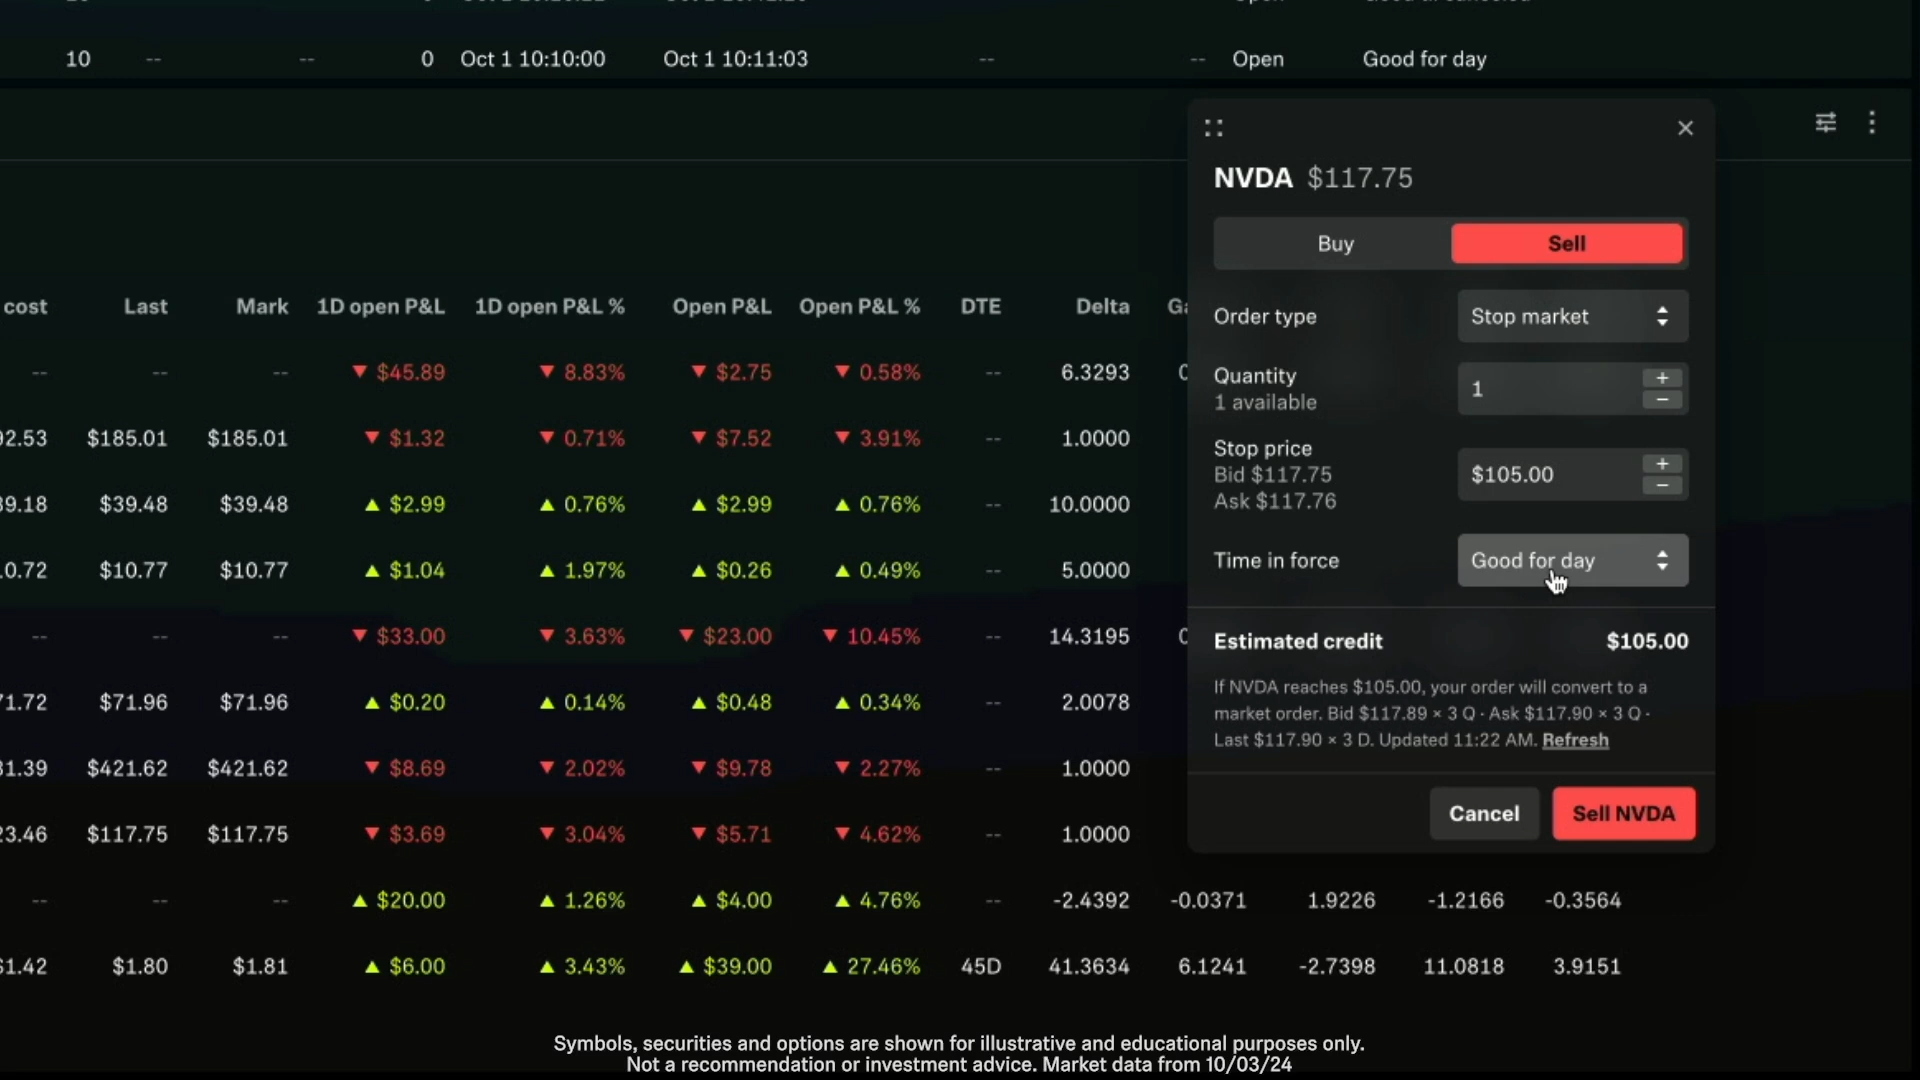 10 -- -- 0 Oct 1 10:10:00 Oct 1 10:11:03 -- -- Open Good for day
NVDA $117.75
Buy Sell
Order type Stop market
Quantity 1
1 available
Stop price
Bid $117.75 $105.00
Ask $117.76
Time in force Good for day
Estimated credit $105.00
If NVDA reaches $105.00, your order will convert to a
market order. Bid $117.89 × 3 Q · Ask $117.90 × 3 Q ·
Last $117.90 × 3 D. Updated 11:22 AM. Refresh
Cancel Sell NVDA
cost Last Mark 1D open P&L 1D open P&L % Open P&L Open P&L % DTE Delta
-- -- -- ▼ $45.89 ▼ 8.83% ▼ $2.75 ▼ 0.58% -- 6.3293
2.53 $185.01 $185.01 ▼ $1.32 ▼ 0.71% ▼ $7.52 ▼ 3.91% -- 1.0000
9.18 $39.48 $39.48 ▲ $2.99 ▲ 0.76% ▲ $2.99 ▲ 0.76% -- 10.0000
0.72 $10.77 $10.77 ▲ $1.04 ▲ 1.97% ▲ $0.26 ▲ 0.49% -- 5.0000
-- -- -- ▼ $33.00 ▼ 3.63% ▼ $23.00 ▼ 10.45% -- 14.3195
71.72 $71.96 $71.96 ▲ $0.20 ▲ 0.14% ▲ $0.48 ▲ 0.34% -- 2.0078
31.39 $421.62 $421.62 ▼ $8.69 ▼ 2.02% ▼ $9.78 ▼ 2.27% -- 1.0000
23.46 $117.75 $117.75 ▼ $3.69 ▼ 3.04% ▼ $5.71 ▼ 4.62% -- 1.0000
-- -- -- ▲ $20.00 ▲ 1.26% ▲ $4.00 ▲ 4.76% -- -2.4392 -0.0371 1.9226 -1.2166 -0.3564
$1.42 $1.80 $1.81 ▲ $6.00 ▲ 3.43% ▲ $39.00 ▲ 27.46% 45D 41.3634 6.1241 -2.7398 11.0818 3.9151
Symbols, securities and options are shown for illustrative and educational purposes only.
Not a recommendation or investment advice. Market data from 10/03/24